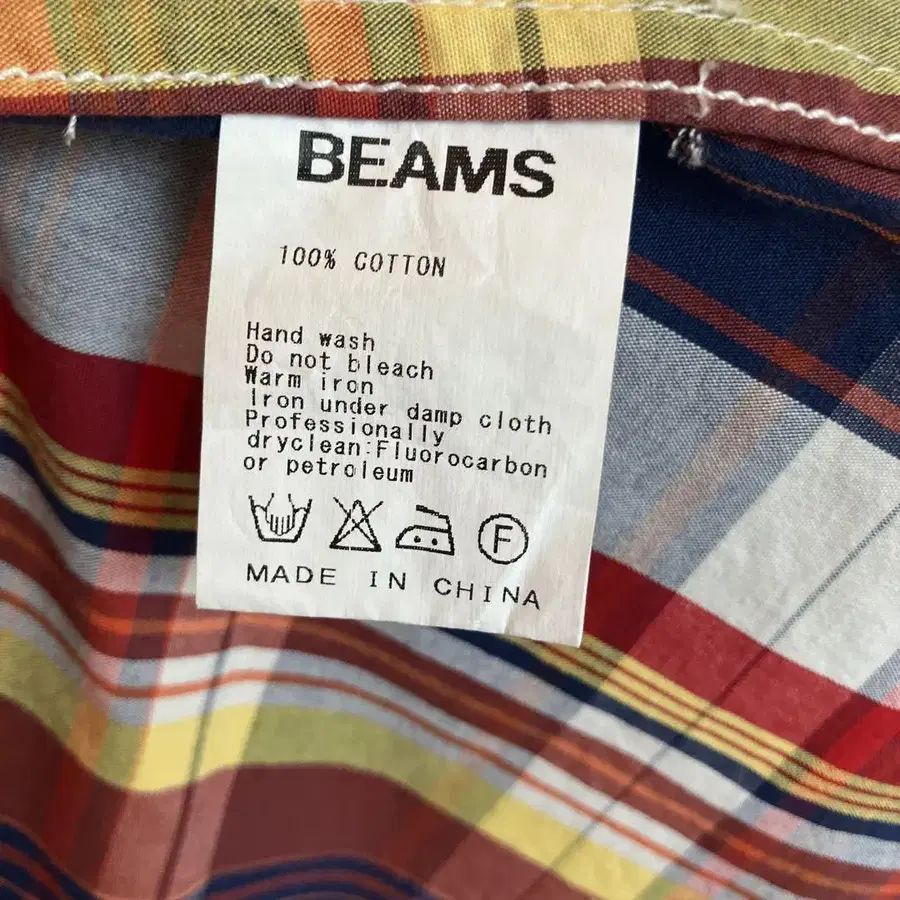 BEAMS
100% COTTON
Hand wash
Do not bleach
Warm iron
Iron under damp cloth
Professionally
dryclean:Fluorocarbon
or petroleum
F
MADE IN CHINA